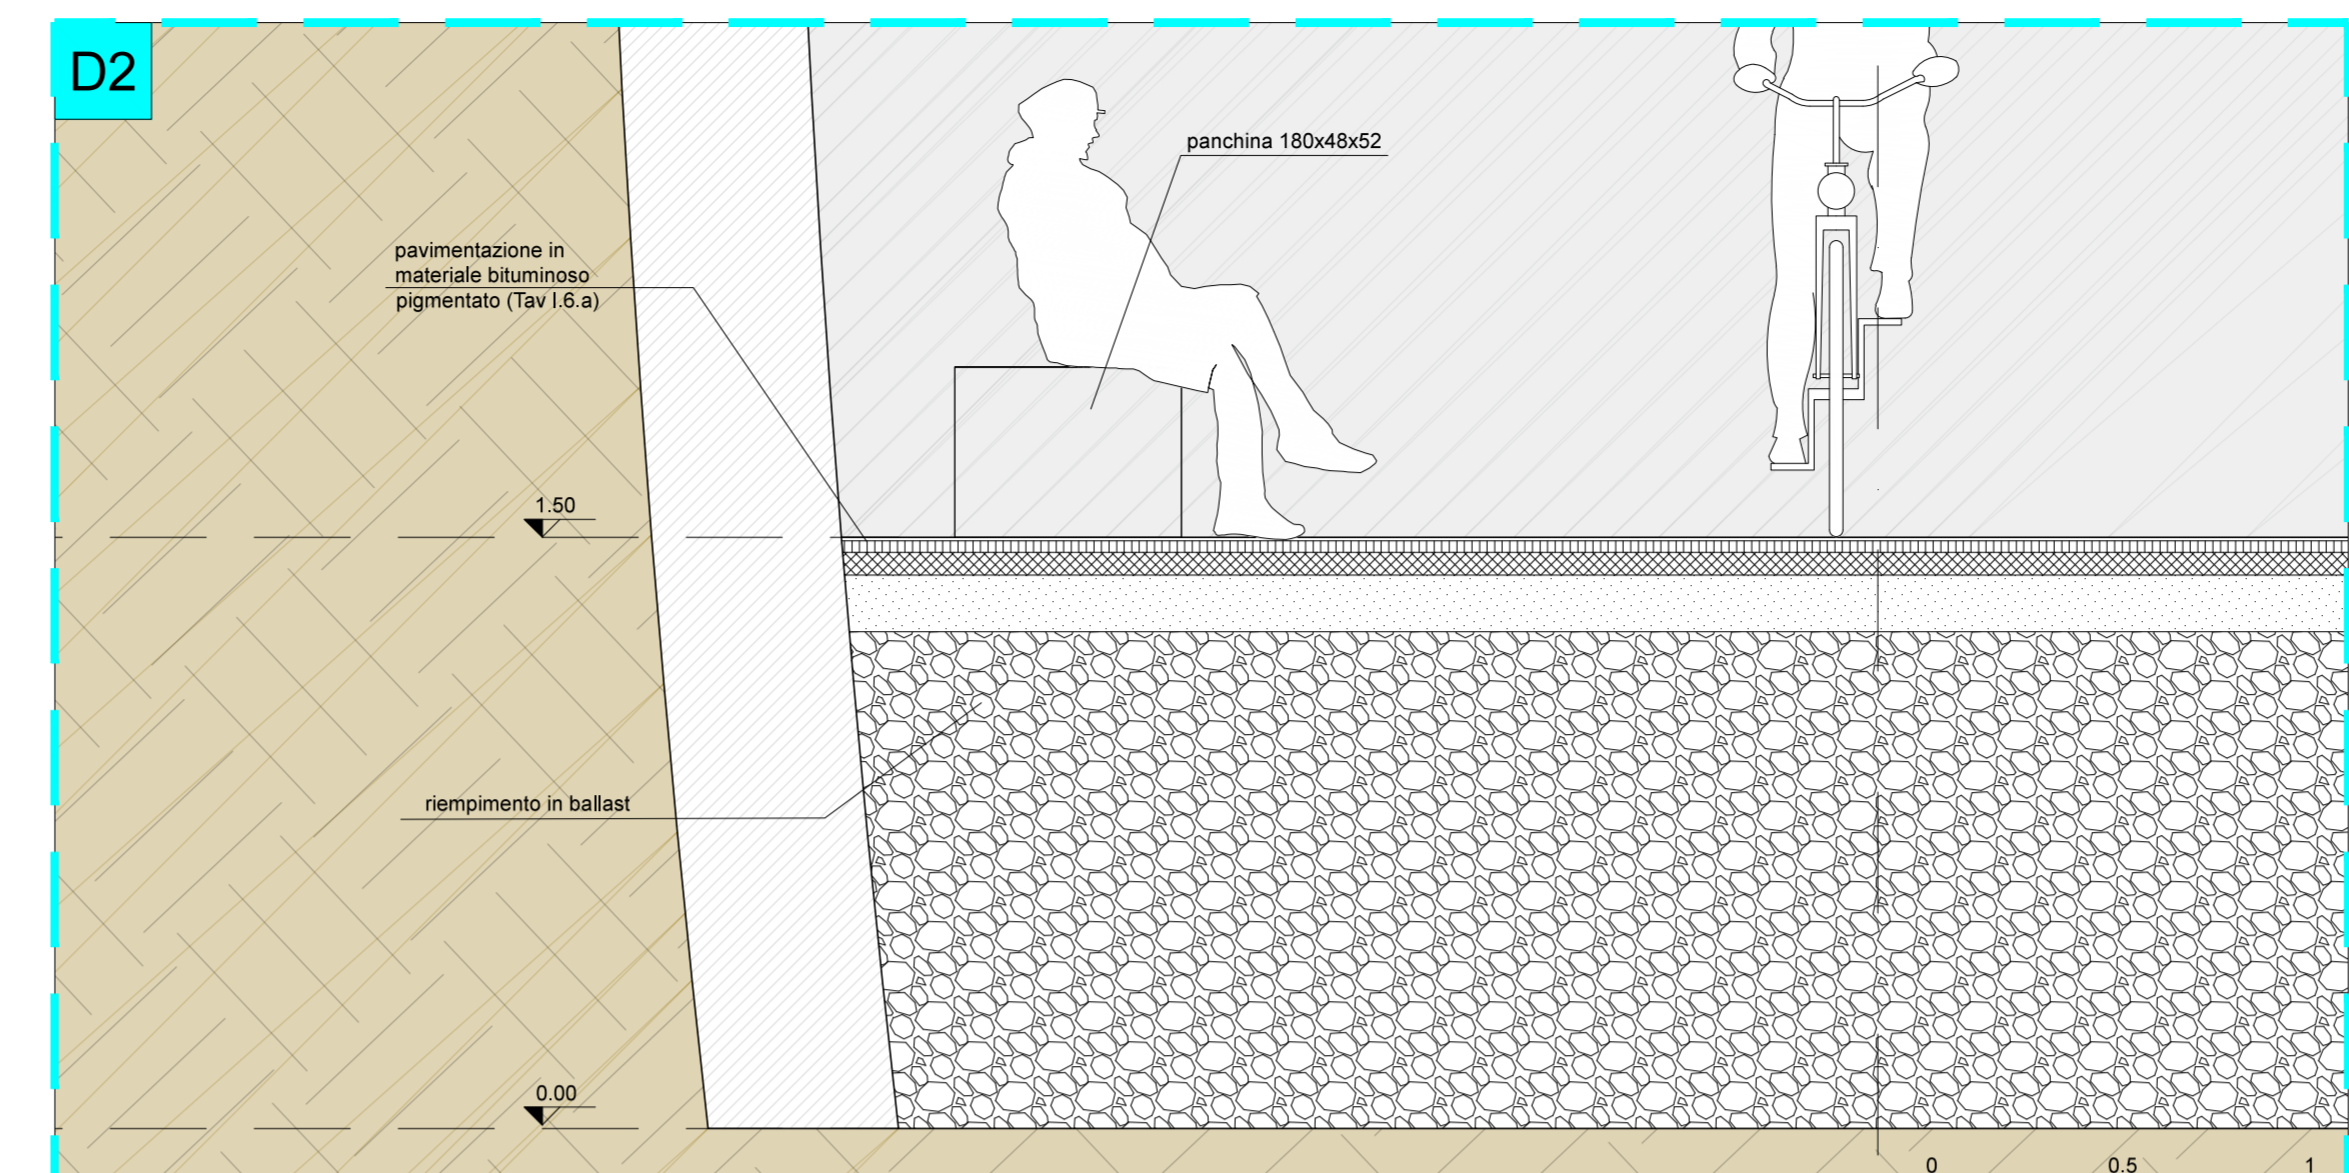 D2
panchina 180x48x52
pavimentazione in
materiale bituminoso
pigmentato (Tav I.6.a)
1.50
riempimento in ballast
0.00
0 0.5 1